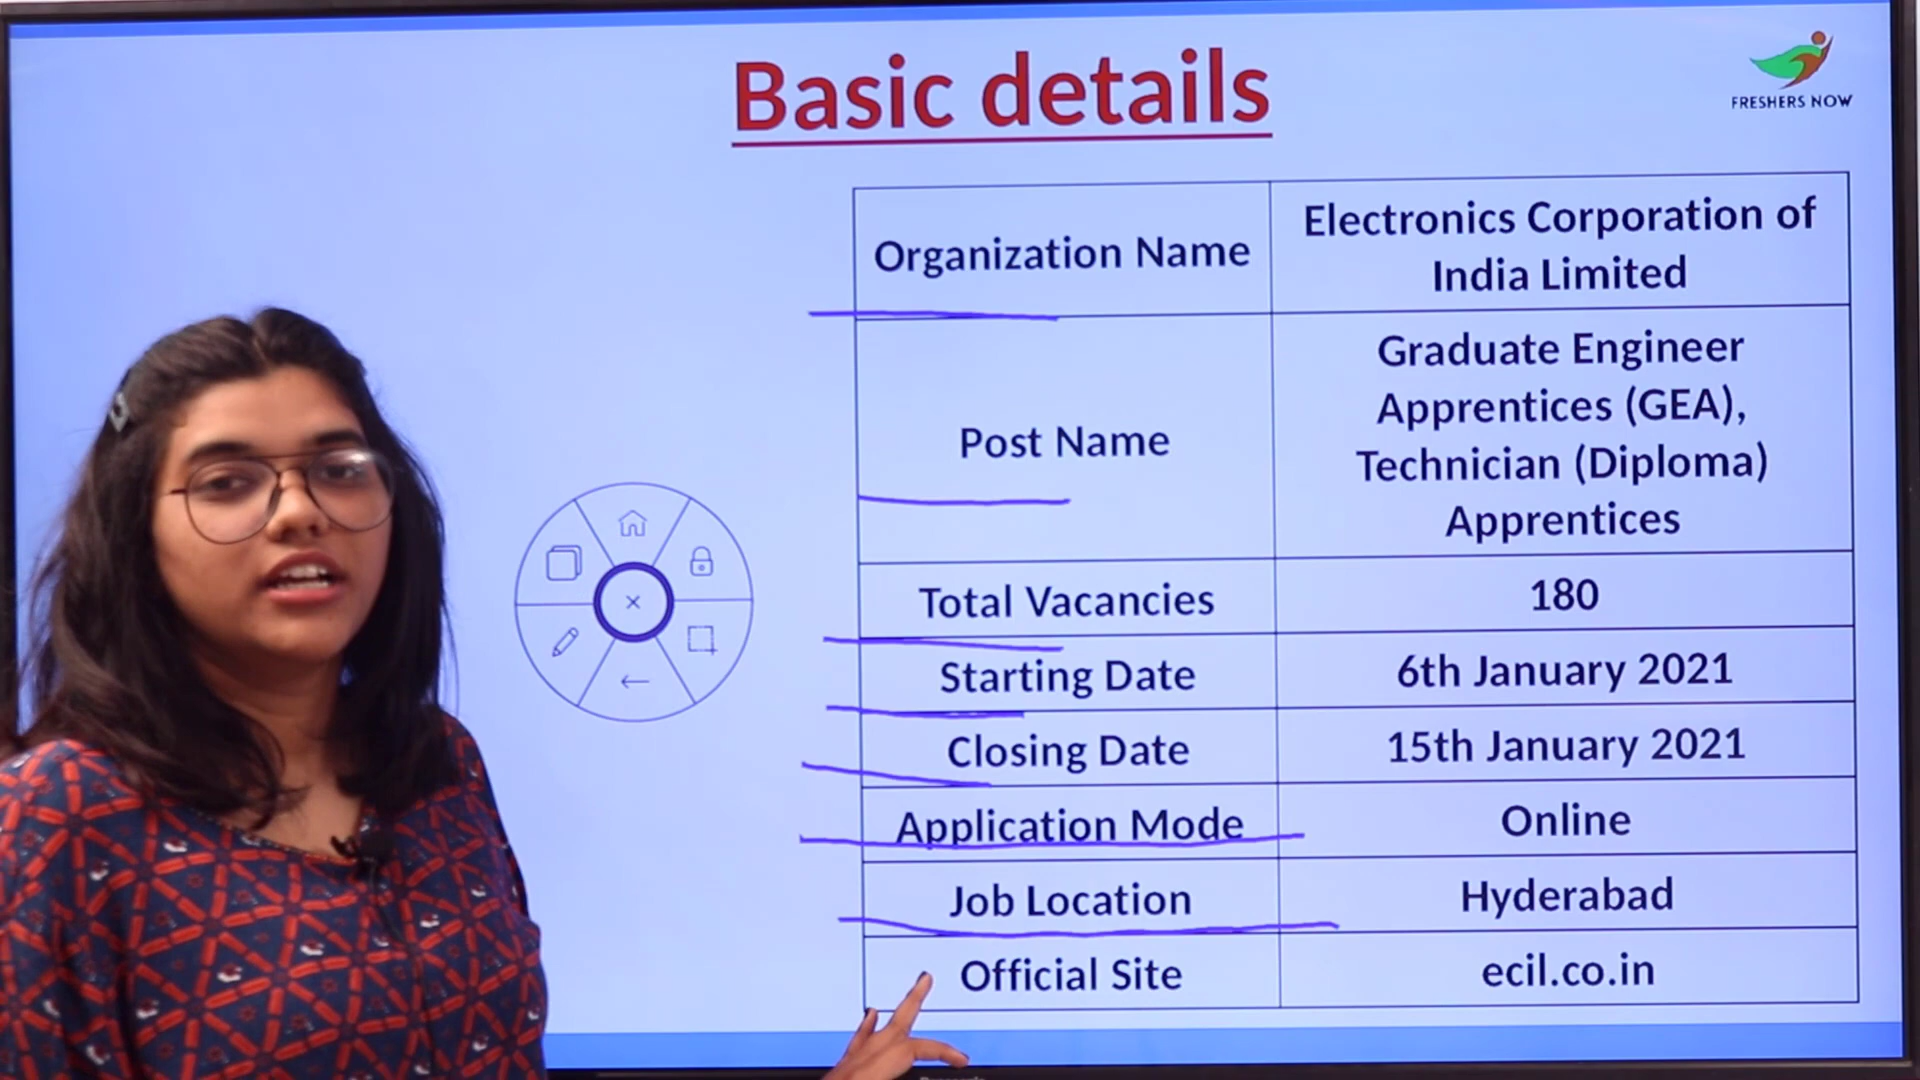 Basic details
FRESHERS NOW
Organization Name
Electronics Corporation of
India Limited
Post Name
Graduate Engineer
Apprentices (GEA),
Technician (Diploma)
Apprentices
Total Vacancies
180
Starting Date
6th January 2021
Closing Date
15th January 2021
Application Mode
Online
Job Location
Hyderabad
Official Site
ecil.co.in